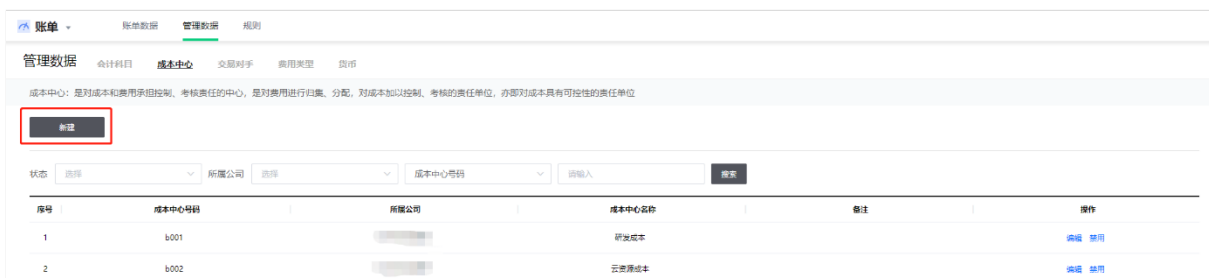 账单 账单数据 管理数据 规则
管理数据 会计科目 成本中心 交易对手 费用类型 货币
成本中心：是对成本和费用承担控制、考核责任的中心，是对费用进行归集、分配，对成本加以控制、考核的责任单位，亦即对成本具有可控性的责任单位
新建
状态 选择 所属公司 选择 成本中心号码 请输入 搜索
序号 成本中心号码 所属公司 成本中心名称 备注 操作
1 b001 研发成本 编辑 禁用
2 b002 云资源成本 编辑 禁用